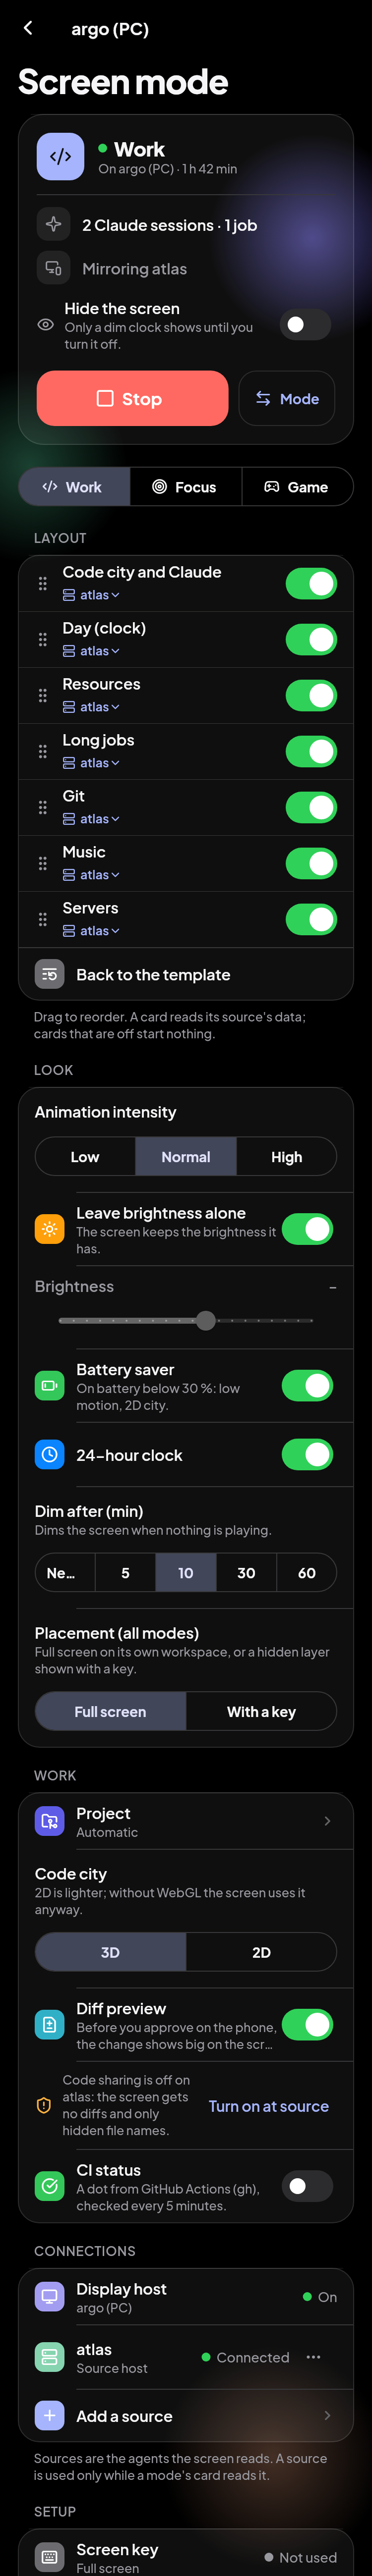 argo (PC)
Screen mode
Work
On argo (PC) · 1 h 42 min
2 Claude sessions · 1 job
Mirroring atlas
Hide the screen
Only a dim clock shows until you
turn it off.
Stop
Mode
Work
Focus
Game
LAYOUT
Code city and Claude
atlas
Day (clock)
atlas
Resources
atlas
Long jobs
atlas
Git
atlas
Music
atlas
Servers
atlas
Back to the template
Drag to reorder. A card reads its source's data;
cards that are off start nothing.
LOOK
Animation intensity
Low
Normal
High
Leave brightness alone
The screen keeps the brightness it
has.
Brightness
–
Battery saver
On battery below 30 %: low
motion, 2D city.
24-hour clock
Dim after (min)
Dims the screen when nothing is playing.
Ne...
5
10
30
60
Placement (all modes)
Full screen on its own workspace, or a hidden layer
shown with a key.
Full screen
With a key
WORK
Project
Automatic
Code city
2D is lighter; without WebGL the screen uses it
anyway.
3D
2D
Diff preview
Before you approve on the phone,
the change shows big on the scr...
Code sharing is off on
atlas: the screen gets
no diffs and only
hidden file names.
Turn on at source
CI status
A dot from GitHub Actions (gh),
checked every 5 minutes.
CONNECTIONS
Display host
argo (PC)
On
atlas
Source host
Connected
Add a source
Sources are the agents the screen reads. A source
is used only while a mode's card reads it.
SETUP
Screen key
Full screen
Not used